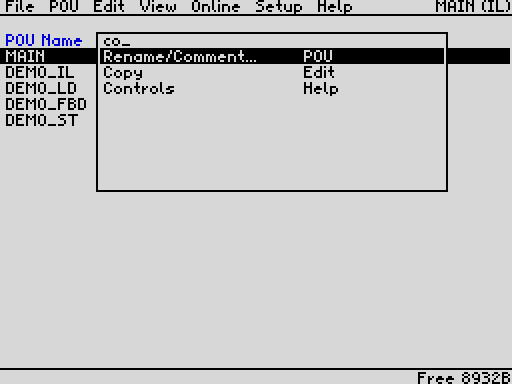 File POU Edit View Online Setup Help MAIN (IL)
POU Name co_
MAIN Rename/Comment... POU
DEMO_IL Copy Edit
DEMO_LD Controls Help
DEMO_FBD
DEMO_ST
Free 8932B